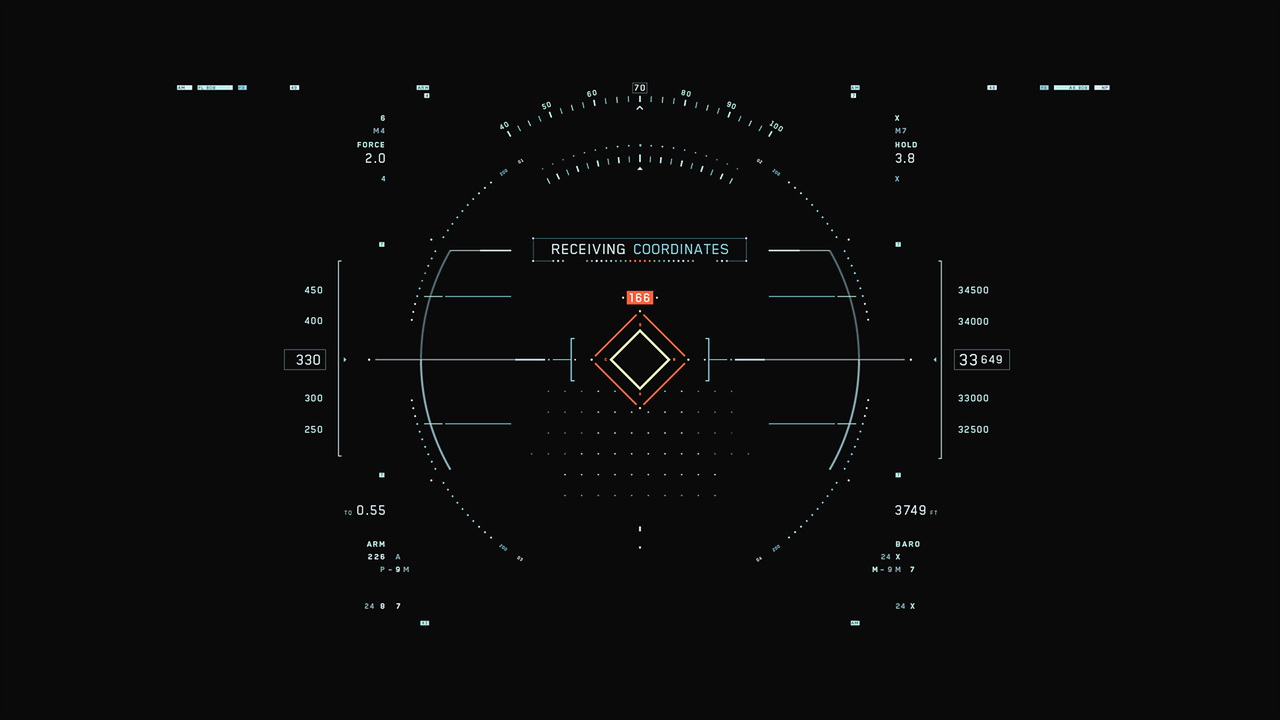 70
60
80
50
90
40
100
6
M4
FORCE
2.0
4
X
M7
HOLD
3.8
X
RECEIVING COORDINATES
166
450
400
330
300
250
34500
34000
33 649
33000
32500
TQ 0.55
3749 FT
ARM
226 A
P - 9 M
24 8 7
BARO
24 X
M - 9 M 7
24 X